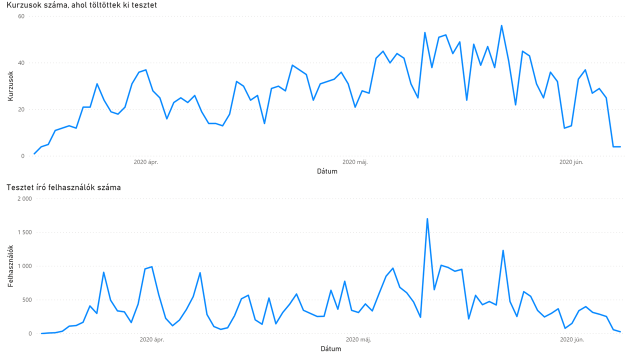 Kurzusok száma, ahol töltöttek ki tesztet
60
40
20
0
Kurzusok
2020 ápr.
2020 máj.
2020 jún.
Dátum
Tesztet író felhasználók száma
2 000
1 500
1 000
500
0
Felhasználók
2020 ápr.
2020 máj.
2020 jún.
Dátum